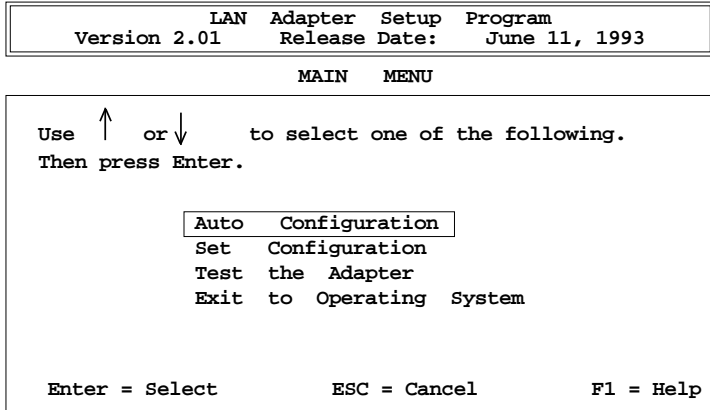 LAN Adapter Setup Program
Version 2.01 Release Date: June 11, 1993
MAIN MENU
Use ↑ or ↓ to select one of the following.
Then press Enter.
Auto Configuration
Set Configuration
Test the Adapter
Exit to Operating System
Enter = Select ESC = Cancel F1 = Help